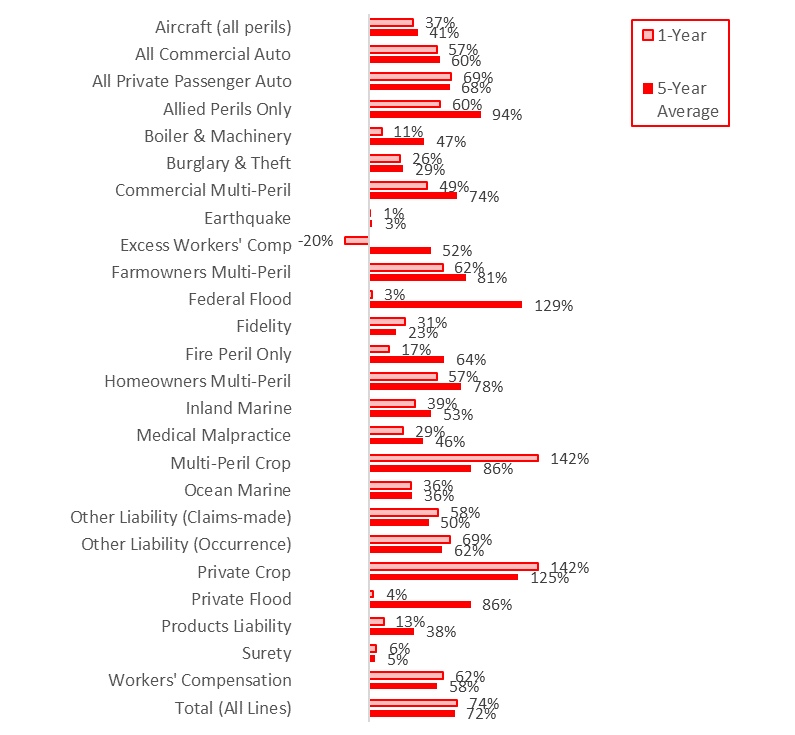 Aircraft (all perils) 37%
41%
All Commercial Auto 57%
60%
All Private Passenger Auto 69%
68%
Allied Perils Only 60%
94%
Boiler & Machinery 11%
47%
Burglary & Theft 26%
29%
Commercial Multi-Peril 49%
74%
Earthquake 1%
3%
Excess Workers' Comp -20%
52%
Farmowners Multi-Peril 62%
81%
Federal Flood 3%
129%
Fidelity 31%
23%
Fire Peril Only 17%
64%
Homeowners Multi-Peril 57%
78%
Inland Marine 39%
53%
Medical Malpractice 29%
46%
Multi-Peril Crop 142%
86%
Ocean Marine 36%
36%
Other Liability (Claims-made) 58%
50%
Other Liability (Occurrence) 69%
62%
Private Crop 142%
125%
Private Flood 4%
86%
Products Liability 13%
38%
Surety 6%
5%
Workers' Compensation 62%
58%
Total (All Lines) 74%
72%
1-Year
5-Year
Average